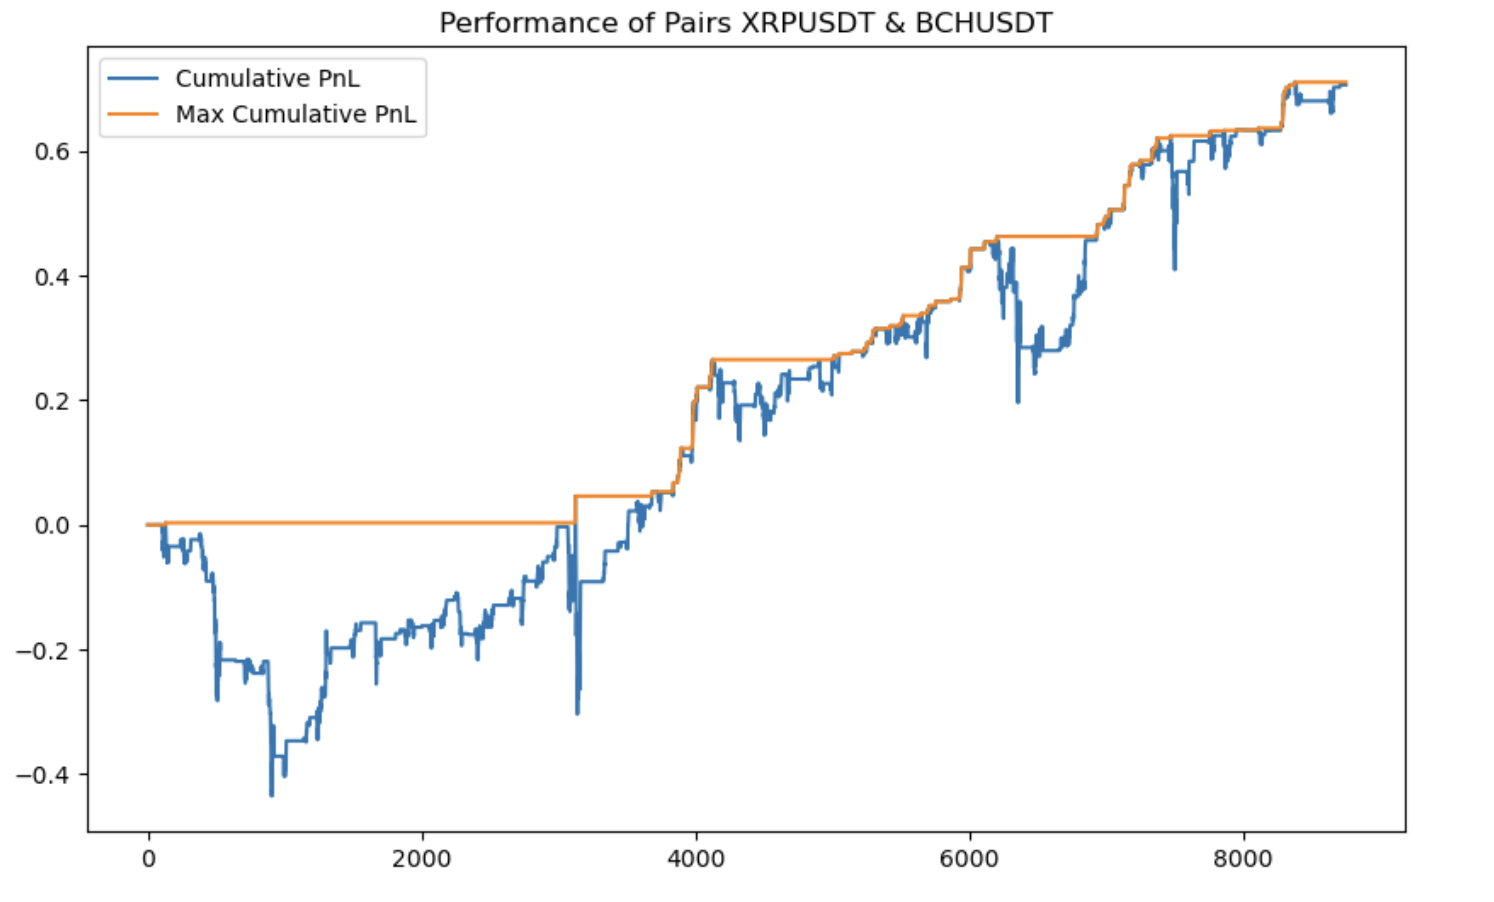 Performance of Pairs XRPUSDT & BCHUSDT
Cumulative PnL
Max Cumulative PnL
0.6
0.4
0.2
0.0
−0.2
−0.4
0 2000 4000 6000 8000